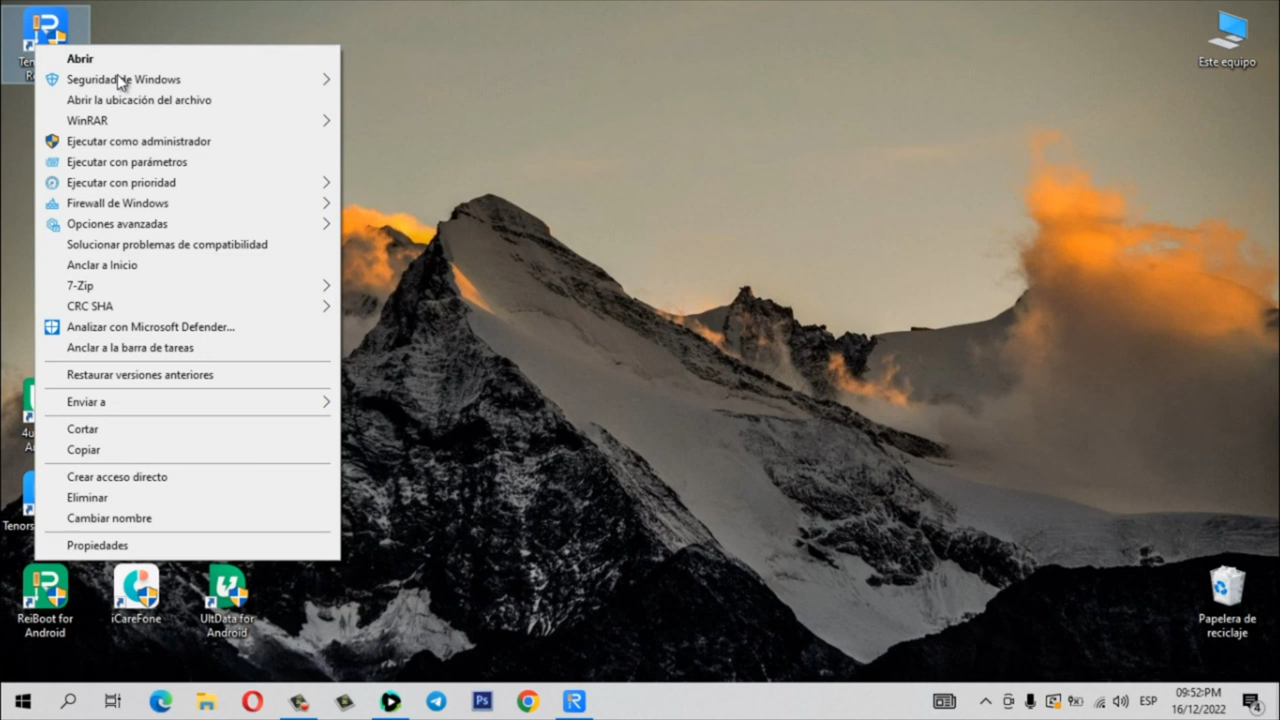 Abrir
Seguridad de Windows
Abrir la ubicación del archivo
WinRAR
Ejecutar como administrador
Ejecutar con parámetros
Ejecutar con prioridad
Firewall de Windows
Opciones avanzadas
Solucionar problemas de compatibilidad
Anclar a Inicio
7-Zip
CRC SHA
Analizar con Microsoft Defender...
Anclar a la barra de tareas
Restaurar versiones anteriores
Enviar a
Cortar
Copiar
Crear acceso directo
Eliminar
Cambiar nombre
Propiedades
ReiBoot for
Android
iCareFone
UltData for
Android
Este equipo
Papelera de
reciclaje
Ps
ESP
09:52:PM
16/12/2022
4